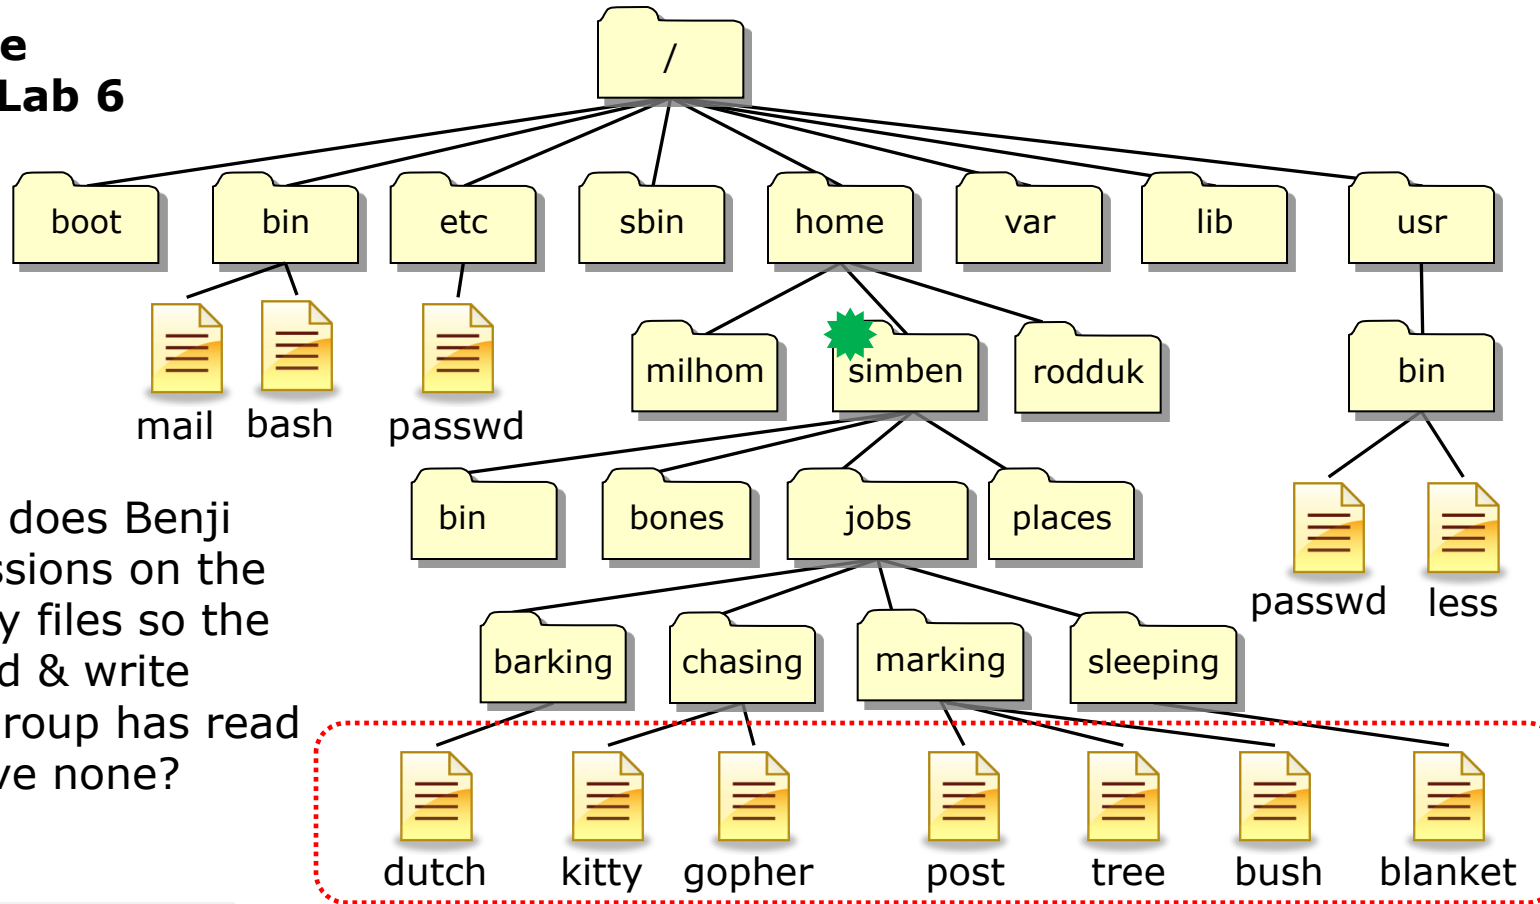 e
Lab 6
/
boot bin etc sbin home var lib usr
mail bash passwd
milhom simben rodduk bin
does Benji
ssions on the
y files so the
d & write
roup has read
ve none?
bin bones jobs places
passwd less
barking chasing marking sleeping
dutch kitty gopher post tree bush blanket